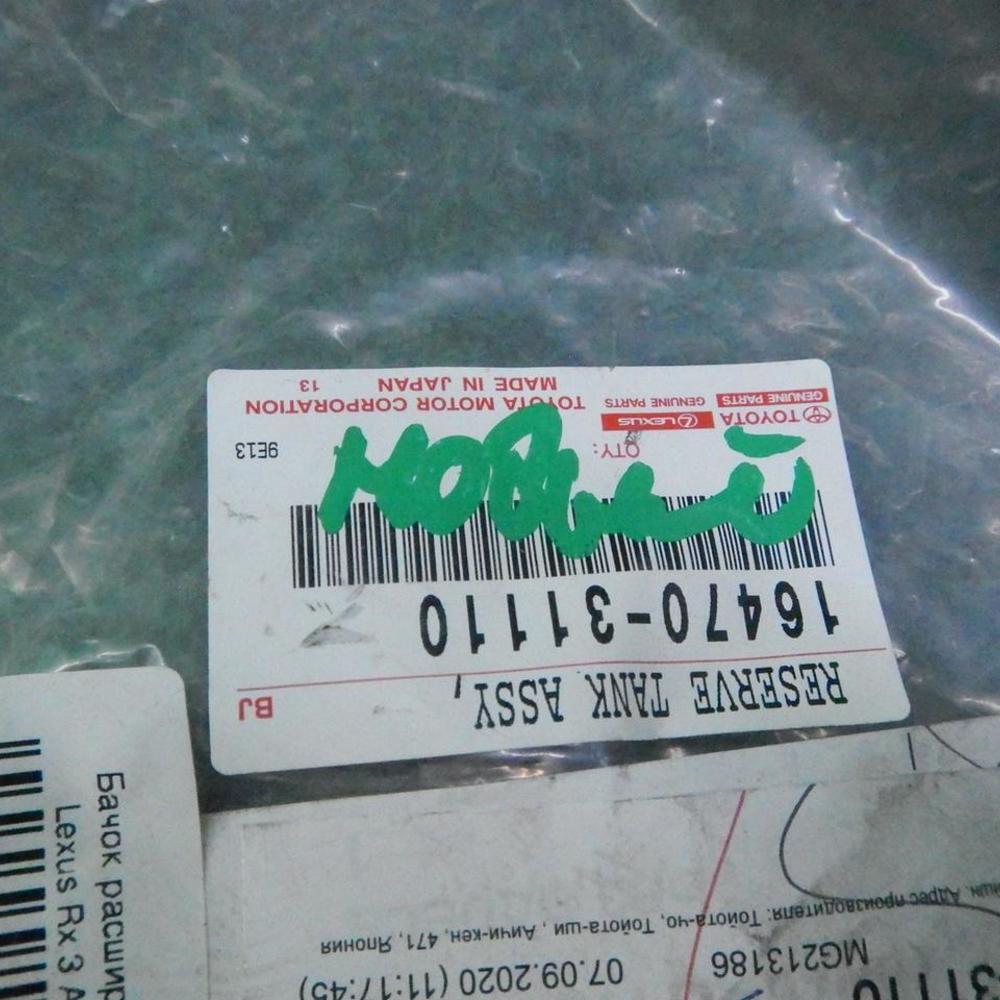 RESERVE TANK ASSY,
BJ
16470-31110
новый
QTY:
9E13
TOYOTA
GENUINE PARTS
LEXUS
GENUINE PARTS
TOYOTA MOTOR CORPORATION
MADE IN JAPAN
13
Бачок расшир
Lexus Rx 3 A
31110
MG213186
07.09.2020 (11:17:45)
Адрес производителя: Тойота-чо, Тойота-ши , Аичи-кен, 471, Япония